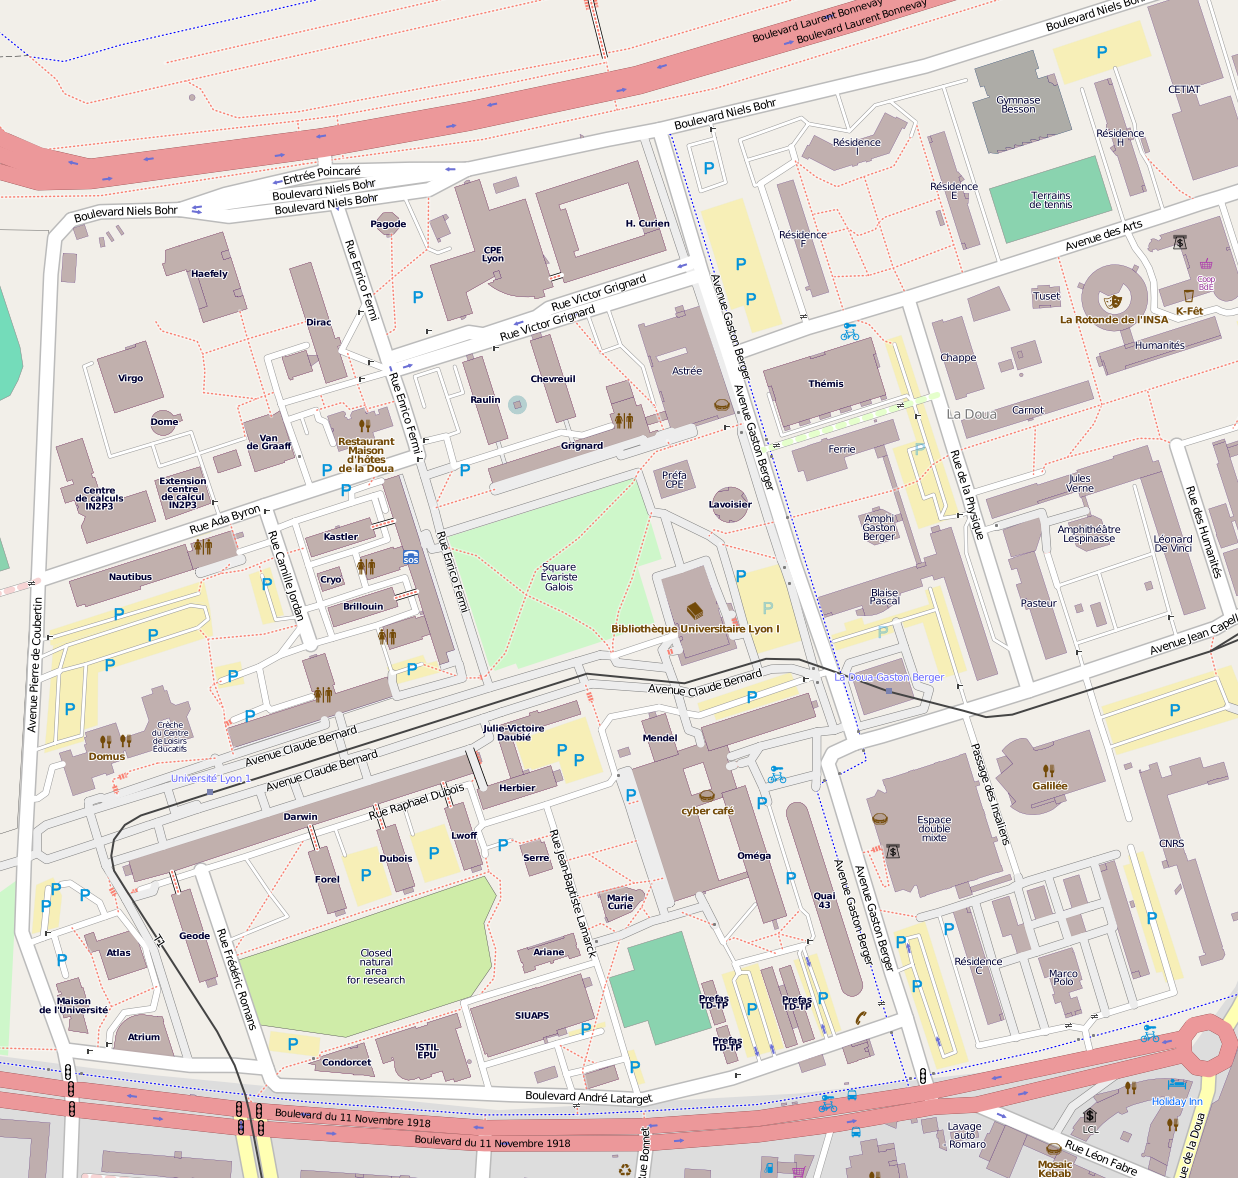 Boulevard Laurent Bonnevay
Boulevard Laurent Bonnevay
Boulevard Niels Bohr
P
CETIAT
Gymnase
Besson
Boulevard Niels Bohr
Résidence
I
Résidence
H
P
Entrée Poincaré
Boulevard Niels Bohr
Boulevard Niels Bohr
Boulevard Niels Bohr
Résidence
E
Terrains
de tennis
Pagode
H. Curien
Résidence
F
Avenue des Arts
CPE
Lyon
Haefely
Rue Enrico Fermi
P
P
P
Coop
BdE
Rue Victor Grignard
Rue Victor Grignard
Avenue Gaston Berger
Tuset
La Rotonde de l'INSA
K-Fêt
Dirac
Humanités
Chappe
Virgo
Chevreuil
Astrée
Thémis
Raulin
Rue Enrico Fermi
Avenue Gaston Berger
La Doua
Carnot
Dome
Van
de Graaff
Restaurant
Maison
d'hôtes
de la Doua
Grignard
Ferrie
P
P
P
P
Préfa
CPE
Rue de la Physique
Jules
Verne
Rue des Humanités
Centre
de calculs
IN2P3
Extension
centre
de calcul
IN2P3
Lavoisier
Rue Ada Byron
Amphi
Gaston
Berger
Amphithéâtre
Lespinasse
Léonard
De Vinci
Kastler
Rue Camille Jordan
Rue Enrico Fermi
SOS
Nautibus
Cryo
Square
Évariste
Galois
P
P
P
Blaise
Pascal
Pasteur
Brillouin
P
P
Bibliothèque Universitaire Lyon I
P
Avenue Jean Capelle
Avenue Pierre de Coubertin
P
P
P
La Doua-Gaston Berger
Avenue Claude Bernard
P
P
P
P
Crêche
du Centre
de Loisirs
Educatifs
Julie-Victoire
Daubié
Mendel
Avenue Claude Bernard
Domus
P
P
Passage des Insaliens
Université Lyon 1
Avenue Claude Bernard
Galilée
Herbier
P
P
cyber café
Darwin
Rue Raphael Dubois
Espace
double
mixte
Lwoff
P
Rue Jean-Baptiste Lamarck
CNRS
P
Dubois
Serre
Oméga
Forel
P
P
P
P
P
Quai
43
Avenue Gaston Berger
Avenue Gaston Berger
Marie
Curie
P
Geode
P
P
P
Atlas
Rue Frédéric Romans
Closed
natural
area
for research
Ariane
Résidence
C
Marco
Polo
P
Maison
de l'Université
Prefas
TD-TP
Prefas
TD-TP
P
P
P
SIUAPS
P
Atrium
P
Prefas
TD-TP
ISTIL
EPU
Condorcet
P
Boulevard André Latarget
Holiday Inn
Boulevard du 11 Novembre 1918
Boulevard du 11 Novembre 1918
LCL
Lavage
auto
Romaro
Rue Léon Fabre
Mosaic
Kebab
ue Bonnet
ue de la Doua